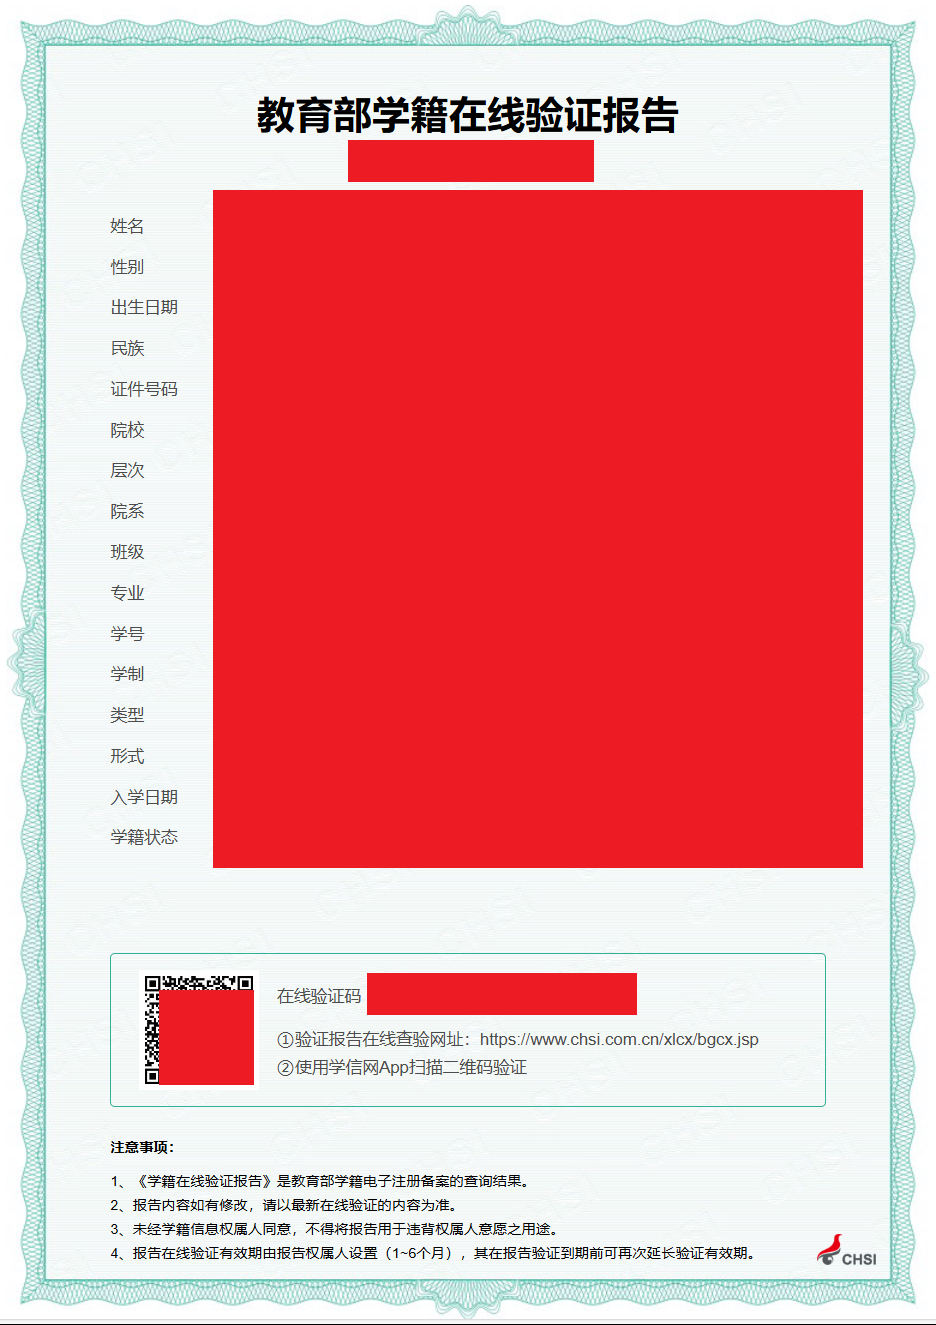 教育部学籍在线验证报告
姓名
性别
出生日期
民族
证件号码
院校
层次
院系
班级
专业
学号
学制
类型
形式
入学日期
学籍状态
在线验证码
①验证报告在线查验网址：https://www.chsi.com.cn/xlcx/bgcx.jsp
②使用学信网App扫描二维码验证
注意事项：
1、《学籍在线验证报告》是教育部学籍电子注册备案的查询结果。
2、报告内容如有修改，请以最新在线验证的内容为准。
3、未经学籍信息权属人同意，不得将报告用于违背权属人意愿之用途。
4、报告在线验证有效期由报告权属人设置（1~6个月），其在报告验证到期前可再次延长验证有效期。
CHSI